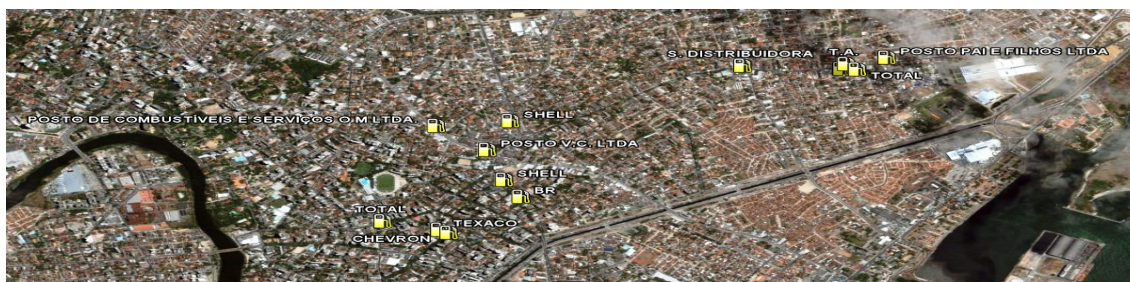 S. DISTRIBUIDORA
T.A.
POSTO PAI E FILHOS LTDA
TOTAL
POSTO DE COMBUSTÍVEIS E SERVIÇOS O M LTDA.
SHELL
POSTO V.C. LTDA
SHELL
BR
TOTAL
TEXACO
CHEVRON